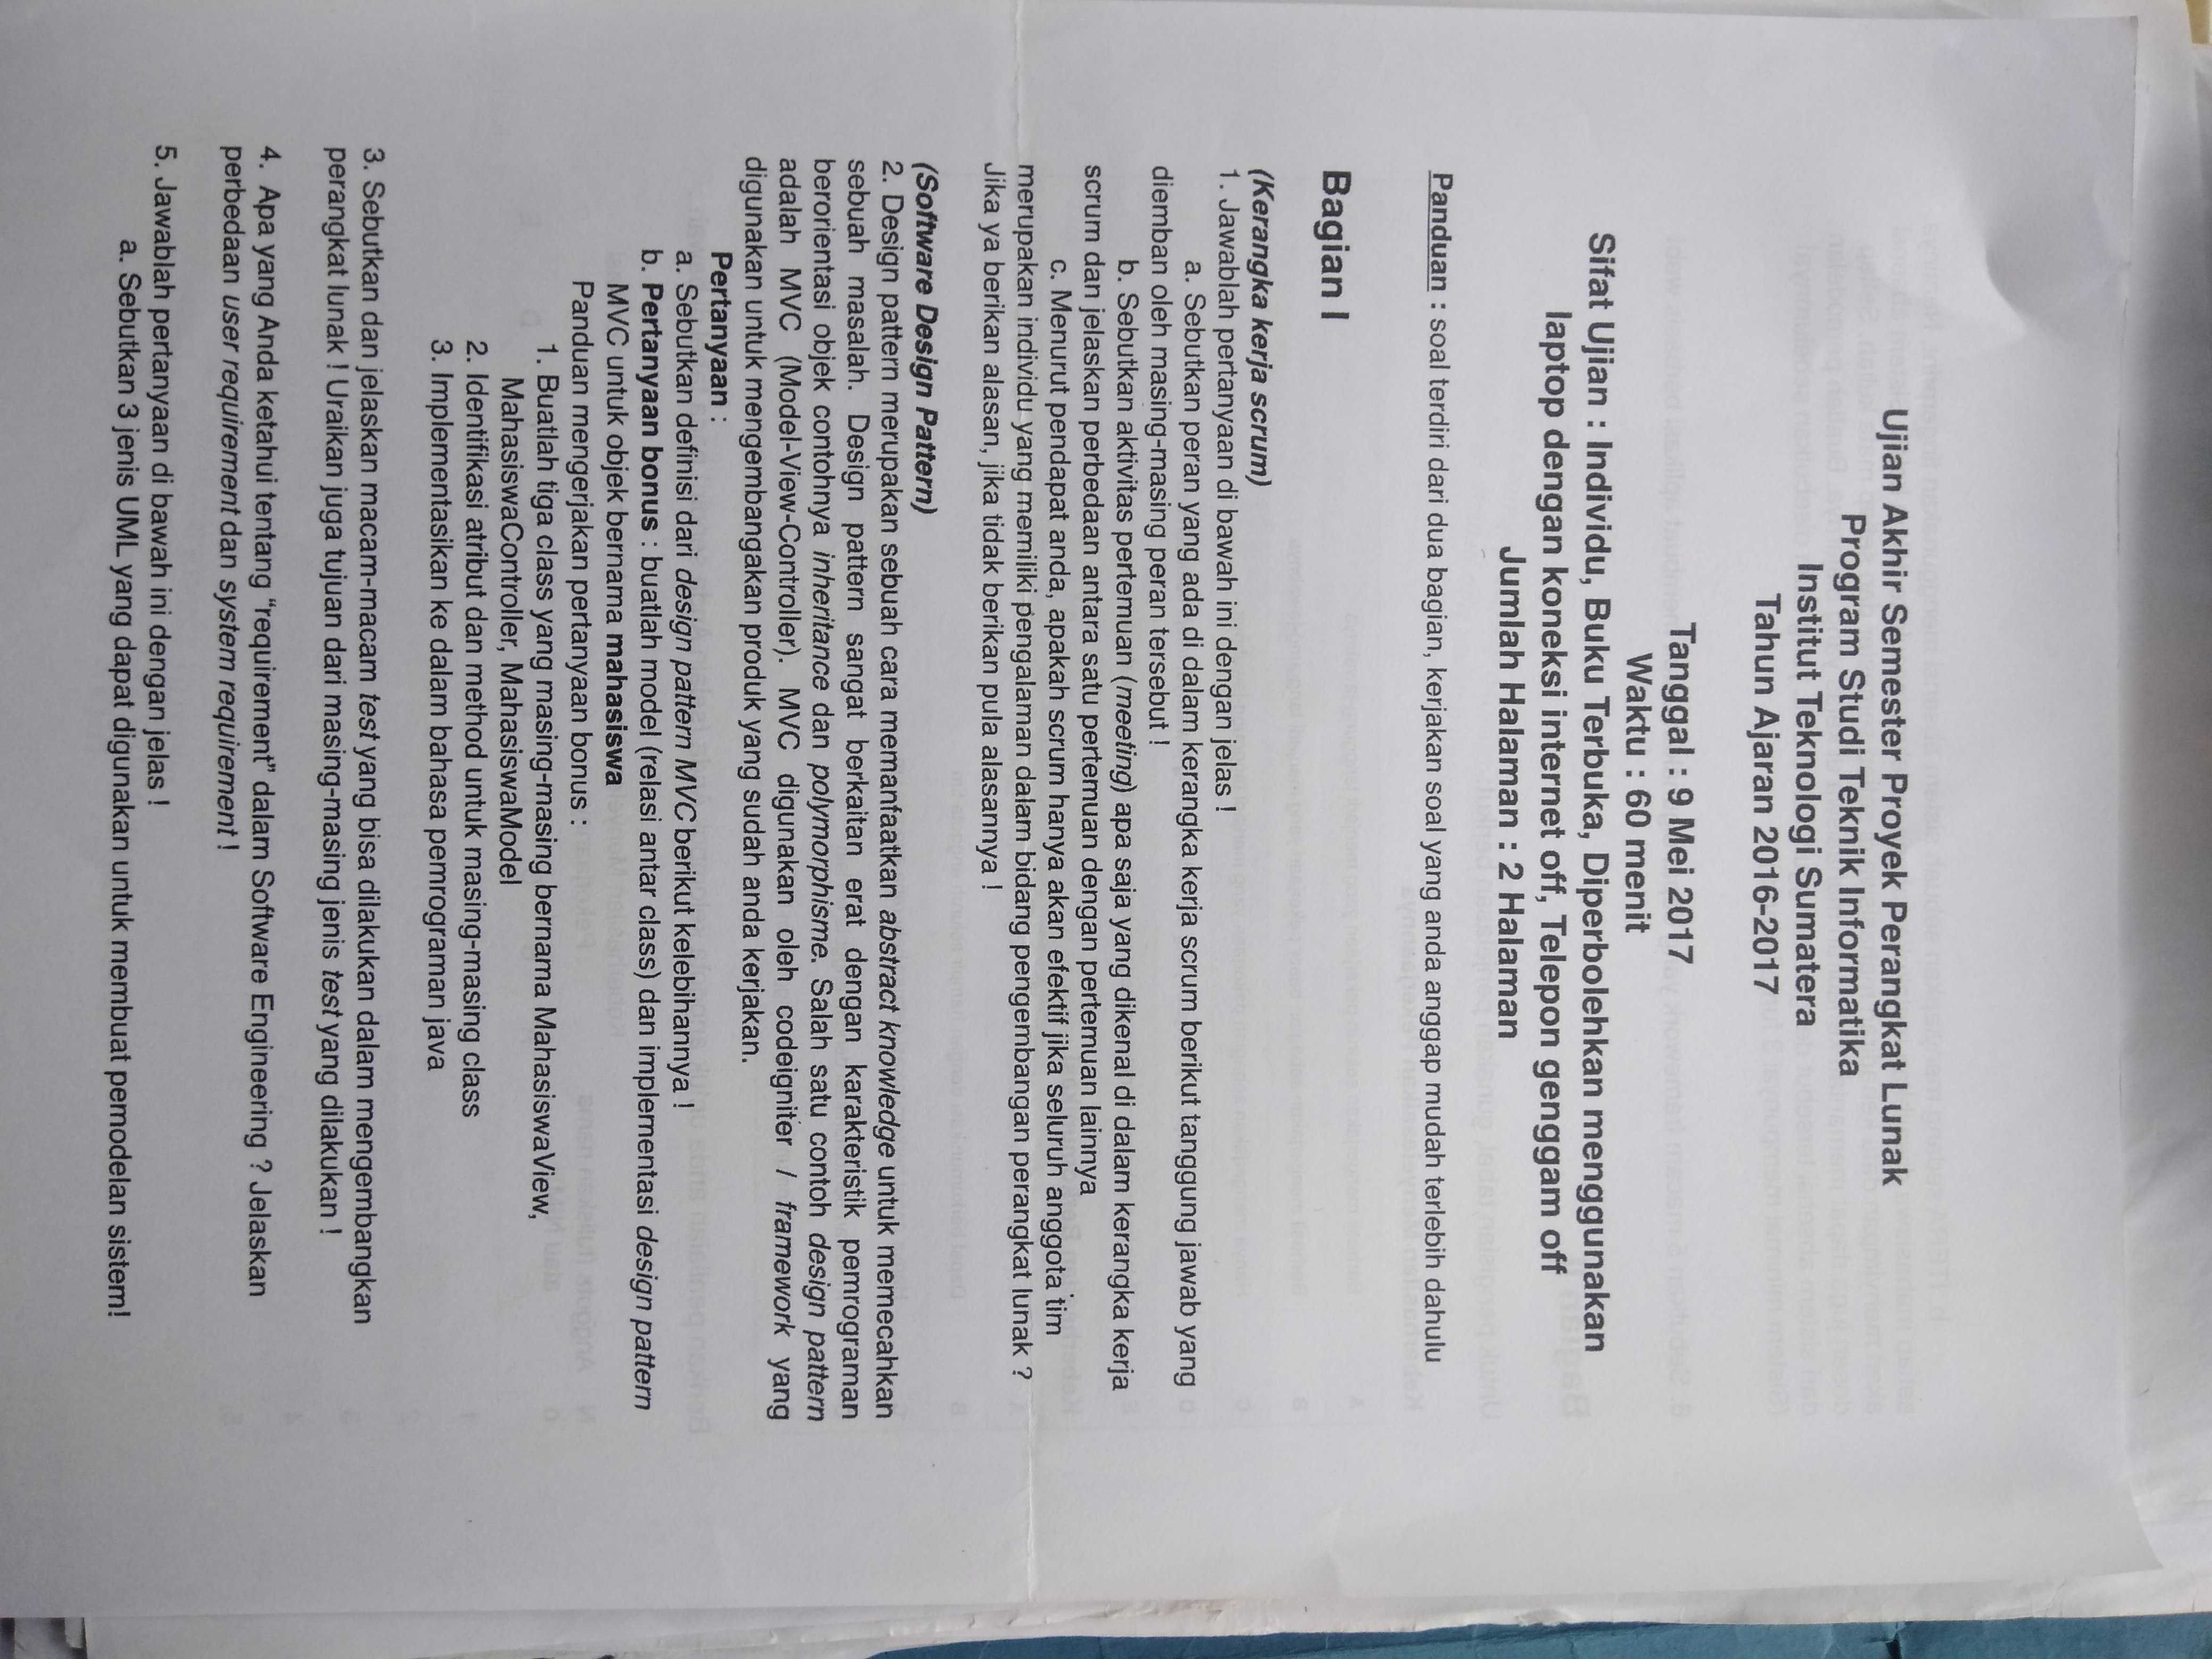 Ujian Akhir Semester Proyek Perangkat Lunak
Program Studi Teknik Informatika
Institut Teknologi Sumatera
Tahun Ajaran 2016-2017
Tanggal : 9 Mei 2017
Waktu : 60 menit
Sifat Ujian : Individu, Buku Terbuka, Diperbolehkan menggunakan
laptop dengan koneksi internet off, Telepon genggam off
Jumlah Halaman : 2 Halaman
Panduan : soal terdiri dari dua bagian, kerjakan soal yang anda anggap mudah terlebih dahulu
Bagian I
(Kerangka kerja scrum)
1. Jawablah pertanyaan di bawah ini dengan jelas !
a. Sebutkan peran yang ada di dalam kerangka kerja scrum berikut tanggung jawab yang
diemban oleh masing-masing peran tersebut !
b. Sebutkan aktivitas pertemuan (meeting) apa saja yang dikenal di dalam kerangka kerja
scrum dan jelaskan perbedaan antara satu pertemuan dengan pertemuan lainnya
c. Menurut pendapat anda, apakah scrum hanya akan efektif jika seluruh anggota tim
merupakan individu yang memiliki pengalaman dalam bidang pengembangan perangkat lunak ?
Jika ya berikan alasan, jika tidak berikan pula alasannya !
(Software Design Pattern)
2. Design pattern merupakan sebuah cara memanfaatkan abstract knowledge untuk memecahkan
sebuah masalah. Design pattern sangat berkaitan erat dengan karakteristik pemrograman
berorientasi objek contohnya inheritance dan polymorphisme. Salah satu contoh design pattern
adalah MVC (Model-View-Controller). MVC digunakan oleh codeigniter / framework yang
digunakan untuk mengembangakan produk yang sudah anda kerjakan.
Pertanyaan :
a. Sebutkan definisi dari design pattern MVC berikut kelebihannya !
b. Pertanyaan bonus : buatlah model (relasi antar class) dan implementasi design pattern
MVC untuk objek bernama mahasiswa
Panduan mengerjakan pertanyaan bonus :
1. Buatlah tiga class yang masing-masing bernama MahasiswaView,
MahasiswaController, MahasiswaModel
2. Identifikasi atribut dan method untuk masing-masing class
3. Implementasikan ke dalam bahasa pemrograman java
3. Sebutkan dan jelaskan macam-macam test yang bisa dilakukan dalam mengembangkan
perangkat lunak ! Uraikan juga tujuan dari masing-masing jenis test yang dilakukan !
4. Apa yang Anda ketahui tentang “requirement” dalam Software Engineering ? Jelaskan
perbedaan user requirement dan system requirement !
5. Jawablah pertanyaan di bawah ini dengan jelas !
a. Sebutkan 3 jenis UML yang dapat digunakan untuk membuat pemodelan sistem!